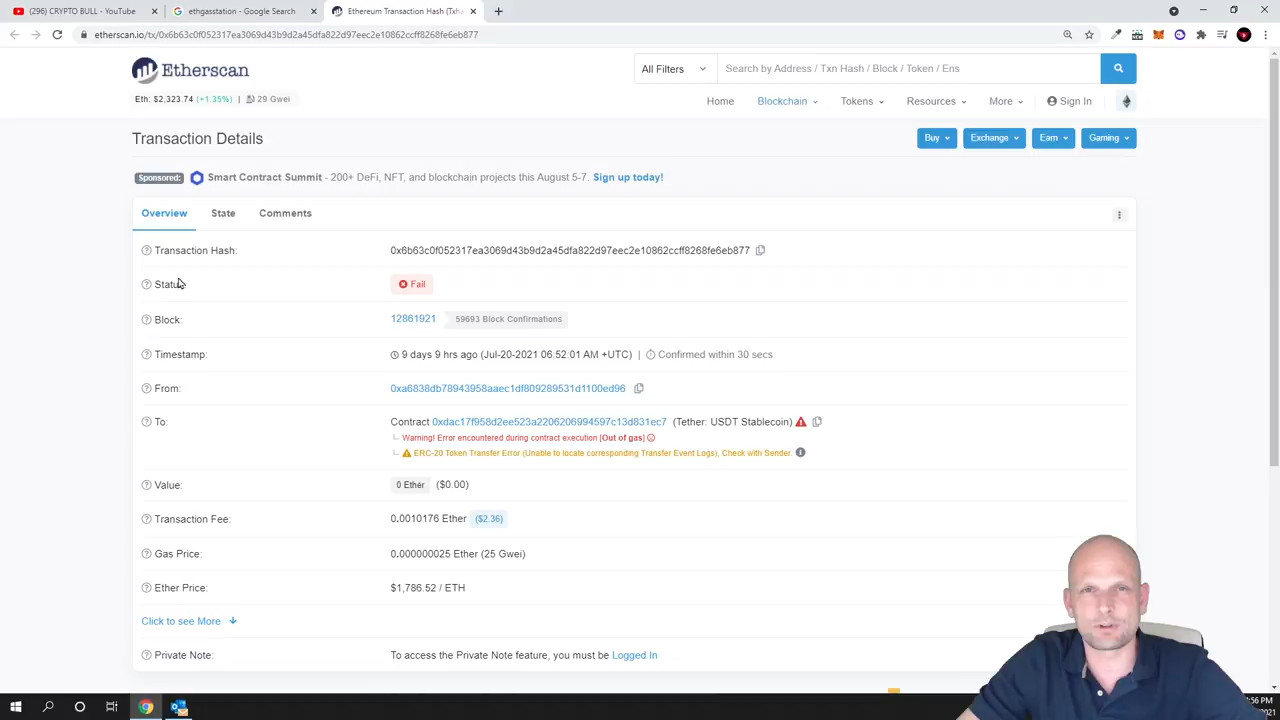 (296) CRYPTO BULL - YouTube
ethgasstation - Google Search
Ethereum Transaction Hash (Txha
etherscan.io/tx/0x6b63c0f052317ea3069d43b9d2a45dfa822d97eec2e10862ccff8268fe6eb877
Etherscan
All Filters
Search by Address / Txn Hash / Block / Token / Ens
Eth: $2,323.74 (+1.35%) | 29 Gwei
Home
Blockchain
Tokens
Resources
More
Sign In
Transaction Details
Buy
Exchange
Earn
Gaming
Sponsored: Smart Contract Summit - 200+ DeFi, NFT, and blockchain projects this August 5-7. Sign up today!
Overview
State
Comments
Transaction Hash: 0x6b63c0f052317ea3069d43b9d2a45dfa822d97eec2e10862ccff8268fe6eb877
Status: Fail
Block: 12861921 59693 Block Confirmations
Timestamp: 9 days 9 hrs ago (Jul-20-2021 06:52:01 AM +UTC) | Confirmed within 30 secs
From: 0xa6838db78943958aaec1df809289531d1100ed96
To: Contract 0xdac17f958d2ee523a2206206994597c13d831ec7 (Tether: USDT Stablecoin)
Warning! Error encountered during contract execution [Out of gas]
ERC-20 Token Transfer Error (Unable to locate corresponding Transfer Event Logs), Check with Sender.
Value: 0 Ether ($0.00)
Transaction Fee: 0.0010176 Ether ($2.36)
Gas Price: 0.000000025 Ether (25 Gwei)
Ether Price: $1,786.52 / ETH
Click to see More
Private Note: To access the Private Note feature, you must be Logged In
:56 PM
2021